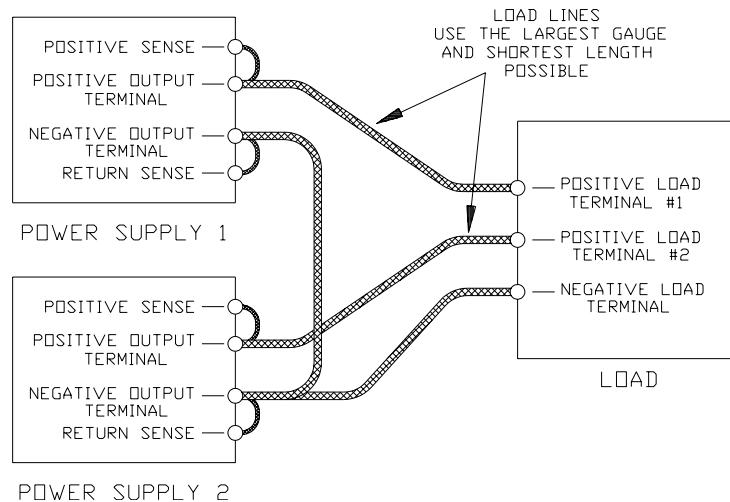 LOAD LINES
USE THE LARGEST GAUGE
AND SHORTEST LENGTH
POSSIBLE
POSITIVE SENSE
POSITIVE OUTPUT
TERMINAL
NEGATIVE OUTPUT
TERMINAL
RETURN SENSE
POWER SUPPLY 1
POSITIVE LOAD
TERMINAL #1
POSITIVE LOAD
TERMINAL #2
NEGATIVE LOAD
TERMINAL
LOAD
POSITIVE SENSE
POSITIVE OUTPUT
TERMINAL
NEGATIVE OUTPUT
TERMINAL
RETURN SENSE
POWER SUPPLY 2